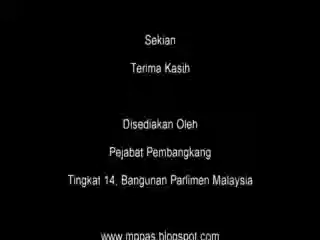 Sekian
Terima Kasih
Disediakan Oleh
Pejabat Pembangkang
Tingkat 14, Bangunan Parlimen Malaysia
www.mppas.blogspot.com